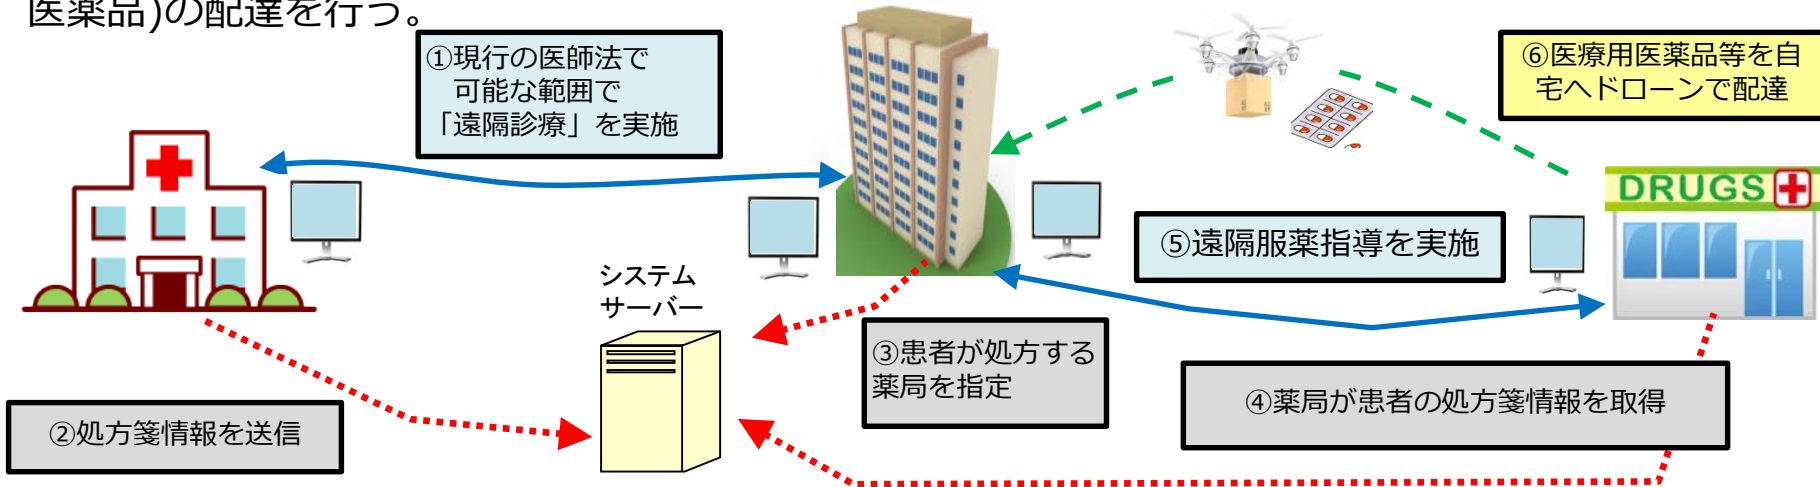 医薬品)の配達を行う。
①現行の医師法で
可能な範囲で
「遠隔診療」を実施
⑥医療用医薬品等を自
宅へドローンで配達
DRUGS
⑤遠隔服薬指導を実施
システム
サーバー
③患者が処方する
薬局を指定
④薬局が患者の処方箋情報を取得
②処方箋情報を送信